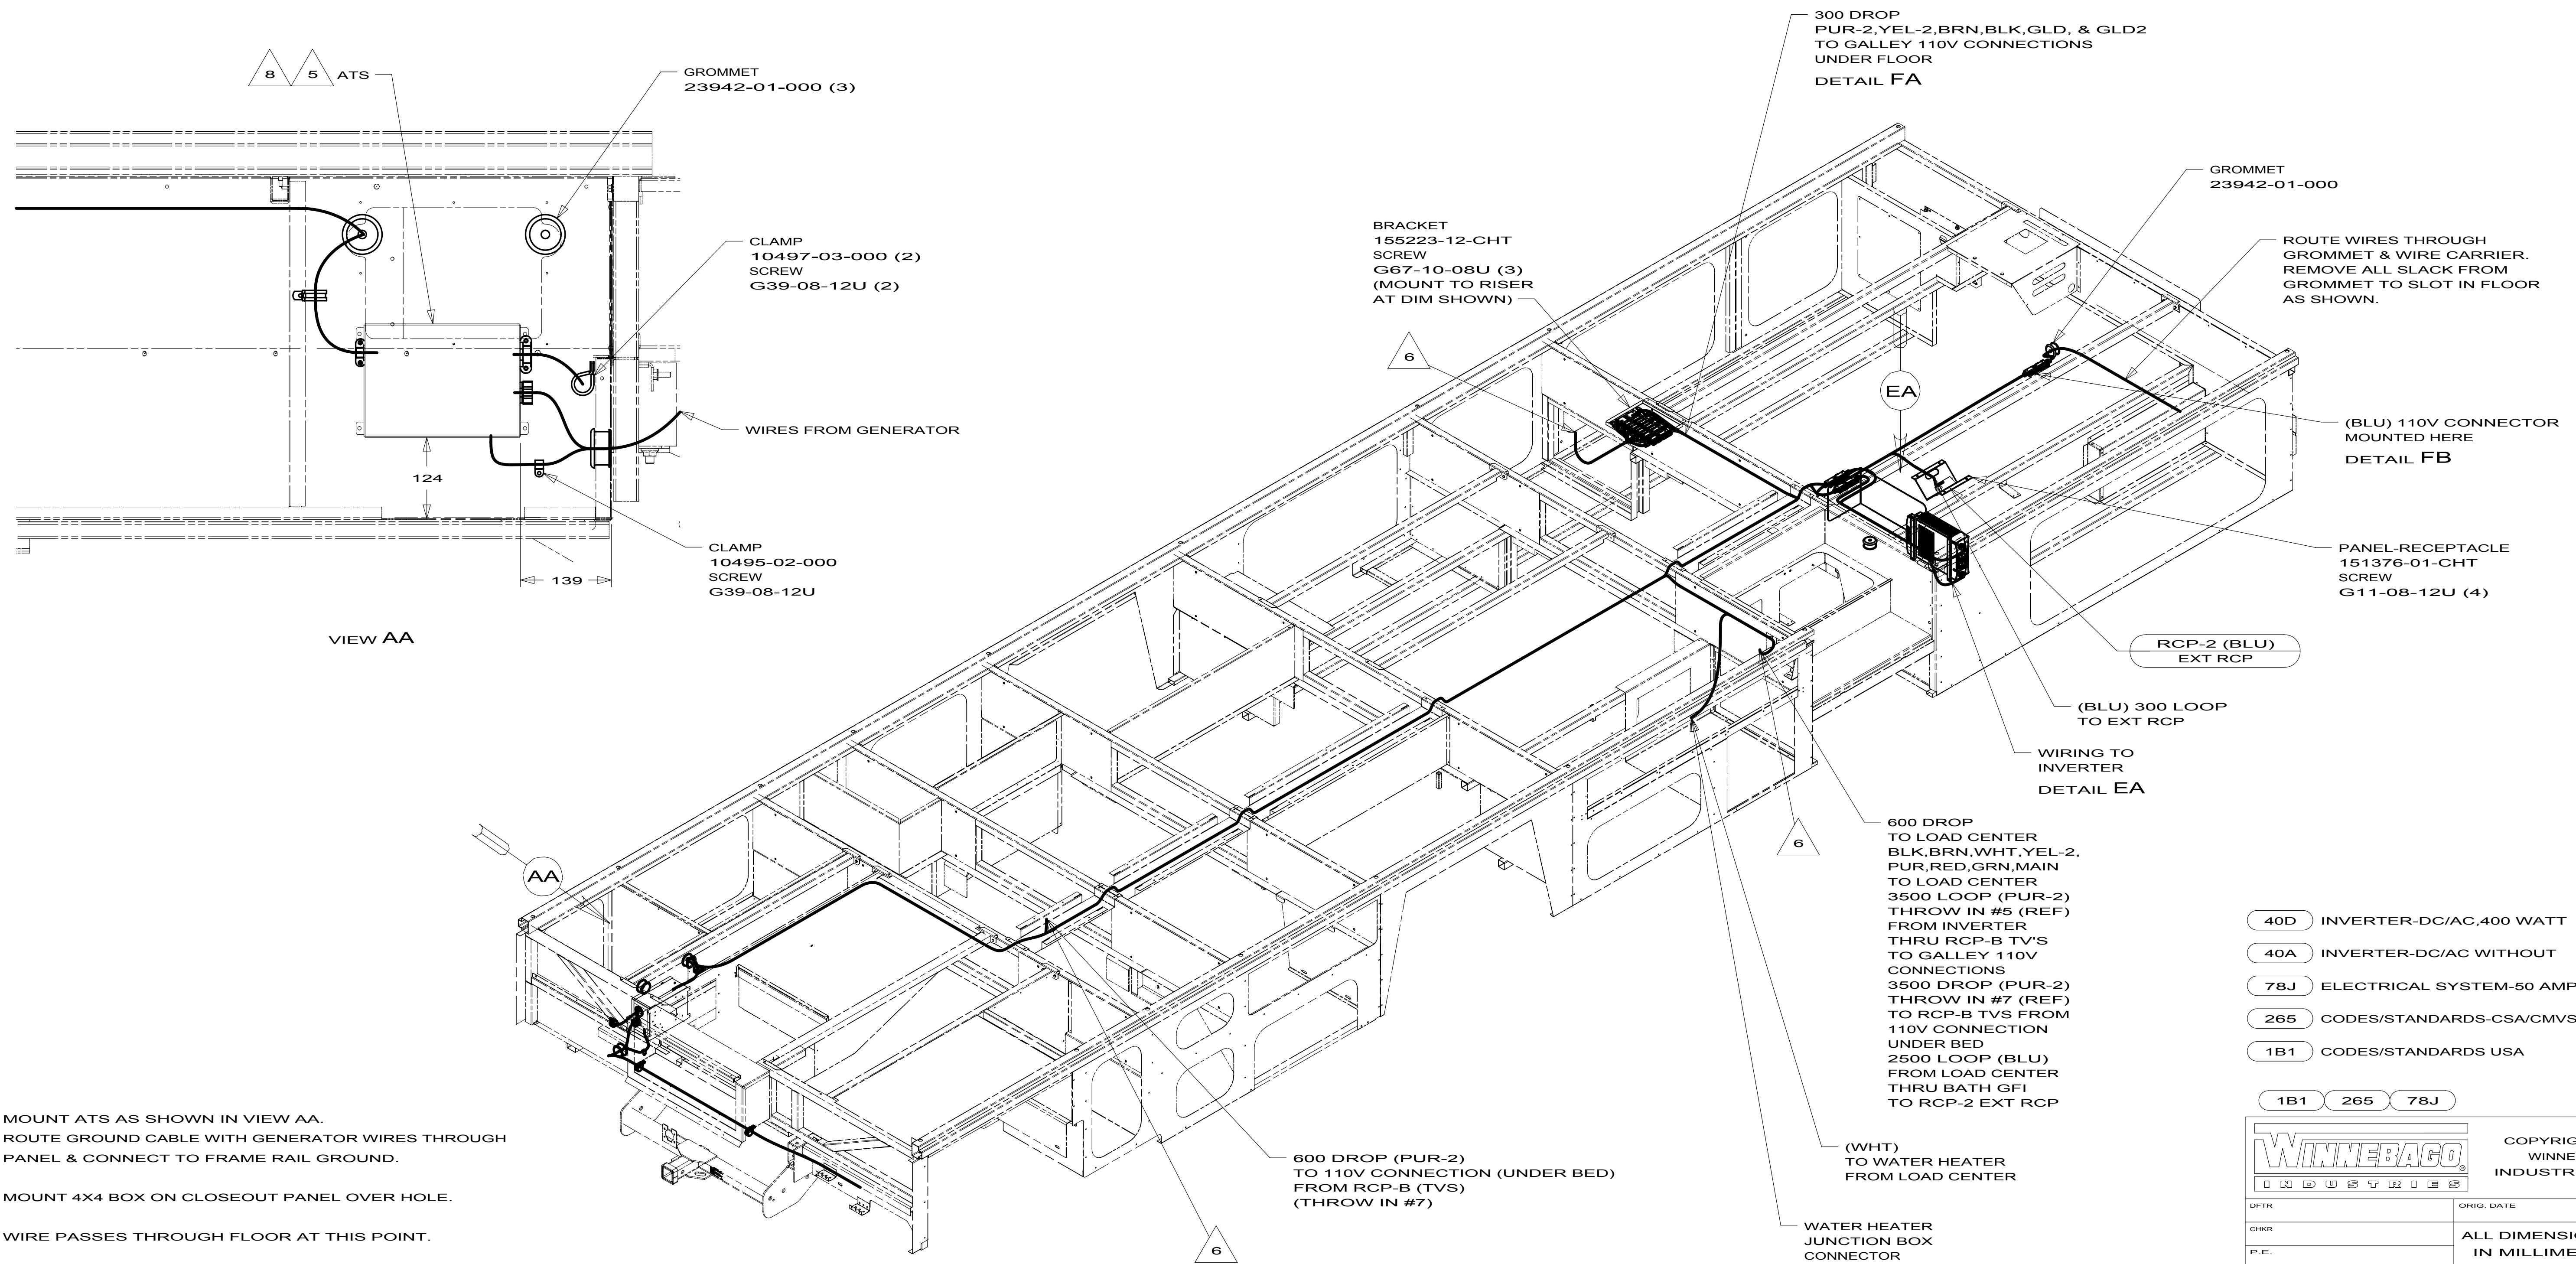 8
5
ATS
GROMMET
23942-01-000 (3)
CLAMP
10497-03-000 (2)
SCREW
G39-08-12U (2)
WIRES FROM GENERATOR
124
139
CLAMP
10495-02-000
SCREW
G39-08-12U
VIEW AA
300 DROP
PUR-2,YEL-2,BRN,BLK,GLD, & GLD2
TO GALLEY 110V CONNECTIONS
UNDER FLOOR
DETAIL FA
BRACKET
155223-12-CHT
SCREW
G67-10-08U (3)
(MOUNT TO RISER
AT DIM SHOWN)
6
GROMMET
23942-01-000
ROUTE WIRES THROUGH
GROMMET & WIRE CARRIER.
REMOVE ALL SLACK FROM
GROMMET TO SLOT IN FLOOR
AS SHOWN.
EA
(BLU) 110V CONNECTOR
MOUNTED HERE
DETAIL FB
PANEL-RECEPTACLE
151376-01-CHT
SCREW
G11-08-12U (4)
RCP-2 (BLU)
EXT RCP
(BLU) 300 LOOP
TO EXT RCP
WIRING TO
INVERTER
DETAIL EA
6
600 DROP
TO LOAD CENTER
BLK,BRN,WHT,YEL-2,
PUR,RED,GRN,MAIN
TO LOAD CENTER
3500 LOOP (PUR-2)
THROW IN #5 (REF)
FROM INVERTER
THRU RCP-B TV'S
TO GALLEY 110V
CONNECTIONS
3500 DROP (PUR-2)
THROW IN #7 (REF)
TO RCP-B TVS FROM
110V CONNECTION
UNDER BED
2500 LOOP (BLU)
FROM LOAD CENTER
THRU BATH GFI
TO RCP-2 EXT RCP
(WHT)
TO WATER HEATER
FROM LOAD CENTER
WATER HEATER
JUNCTION BOX
CONNECTOR
AA
600 DROP (PUR-2)
TO 110V CONNECTION (UNDER BED)
FROM RCP-B (TVS)
(THROW IN #7)
6
MOUNT ATS AS SHOWN IN VIEW AA.
ROUTE GROUND CABLE WITH GENERATOR WIRES THROUGH
PANEL & CONNECT TO FRAME RAIL GROUND.
MOUNT 4X4 BOX ON CLOSEOUT PANEL OVER HOLE.
WIRE PASSES THROUGH FLOOR AT THIS POINT.
40D INVERTER-DC/AC,400 WATT
40A INVERTER-DC/AC WITHOUT
78J ELECTRICAL SYSTEM-50 AMP
265 CODES/STANDARDS-CSA/CMVS
1B1 CODES/STANDARDS USA
1B1 265 78J
WINNEBAGO
INDUSTRIES
COPYRIG
WINNE
INDUSTR
DFTR
ORIG. DATE
CHKR
P.E.
ALL DIMENSI
IN MILLIME